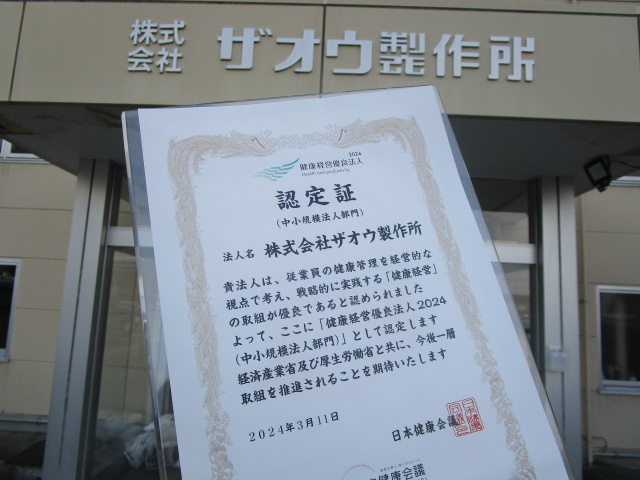 株式
会社
ザオウ製作所
2024
健康経営優良法人
Health and productivity
認定証
(中小規模法人部門)
法人名 株式会社ザオウ製作所
貴法人は、従業員の健康管理を経営的な
視点で考え、戦略的に実践する「健康経営」
の取組が優良であると認められました
よって、ここに「健康経営優良法人2024
(中小規模法人部門)」として認定します
経済産業省及び厚生労働省と共に、今後一層
取組を推進されることを期待いたします
2024年3月11日
日本健康会議
健康会議